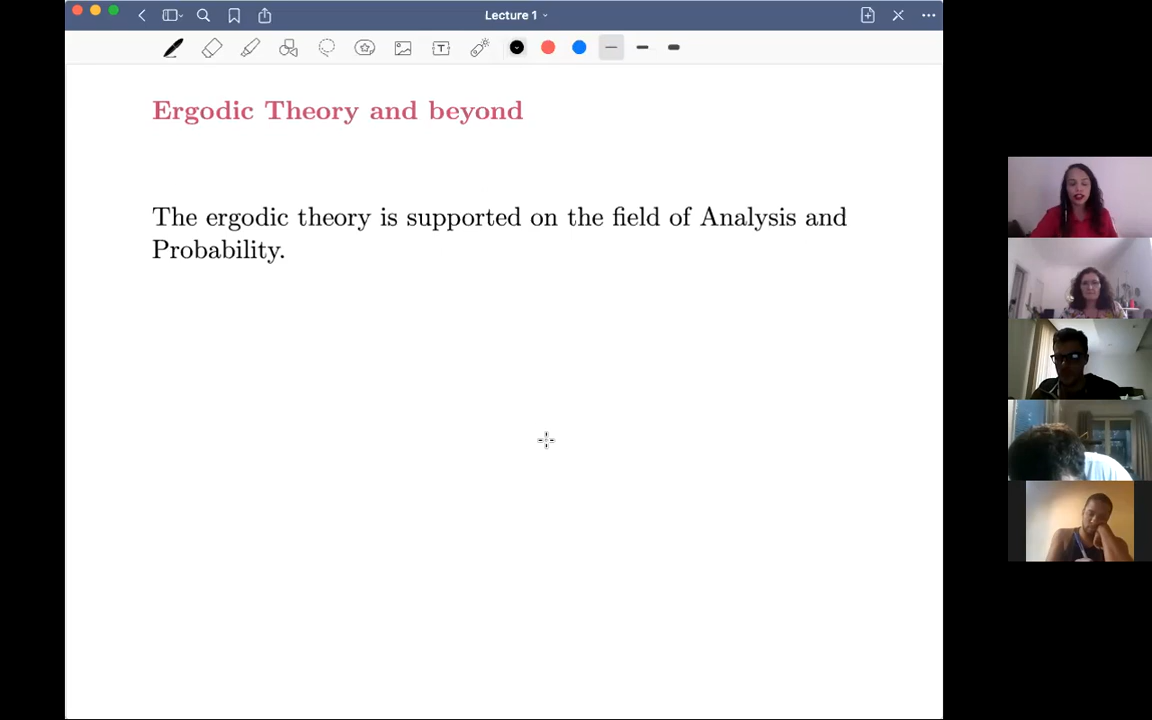 Lecture 1
T
Ergodic Theory and beyond
The ergodic theory is supported on the field of Analysis and
Probability.